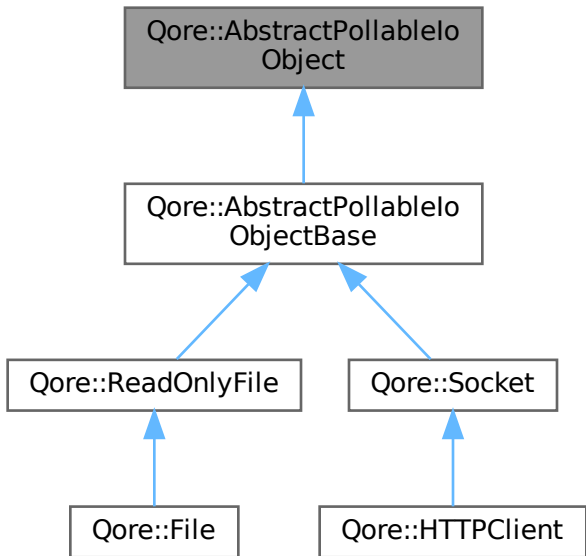 Qore::AbstractPollableIo
Object
Qore::AbstractPollableIo
ObjectBase
Qore::ReadOnlyFile
Qore::Socket
Qore::File
Qore::HTTPClient